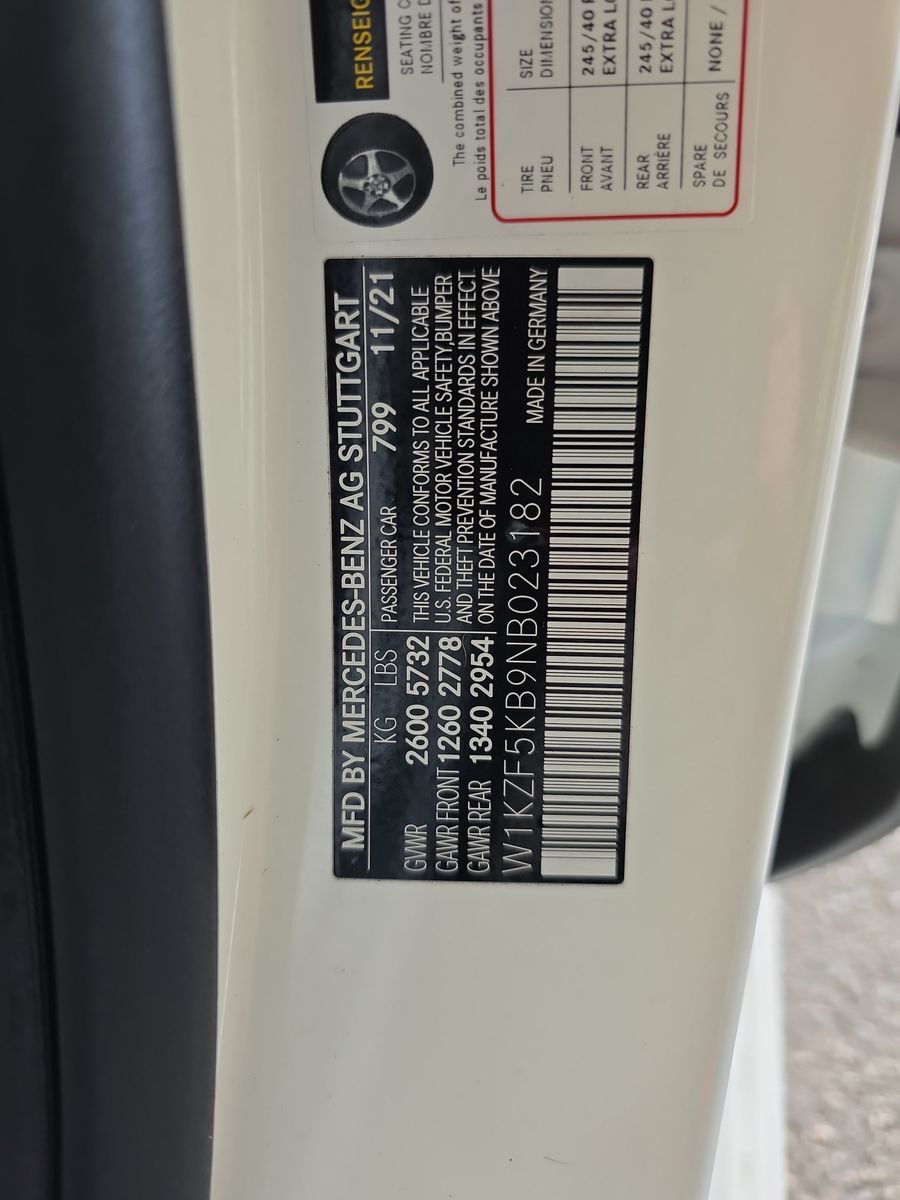 RENSEIG
SEATING C
NOMBRE D
The combined weight of
Le poids total des occupants
TIRE SIZE
PNEU DIMENSION
FRONT 245/40
AVANT EXTRA
REAR 245/40
ARRIÈRE EXTRA
SPARE NONE /
DE SECOURS
MFD BY MERCEDES-BENZ AG STUTTGART
KG LBS PASSENGER CAR 799 11/21
GVWR 2600 5732 THIS VEHICLE CONFORMS TO ALL APPLICABLE
GAWR FRONT 1260 2778 U.S. FEDERAL MOTOR VEHICLE SAFETY,BUMPER
GAWR REAR 1340 2954 AND THEFT PREVENTION STANDARDS IN EFFECT
ON THE DATE OF MANUFACTURE SHOWN ABOVE
W1KZF5KB9NB023182 MADE IN GERMANY